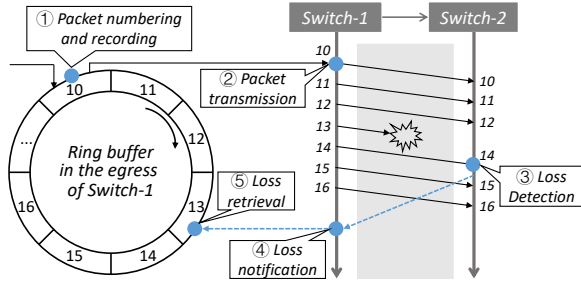 ① Packet numbering
and recording
Switch-1
Switch-2
② Packet
transmission
10
11
12
13
14
15
16
10
11
12
14
15
16
③ Loss
Detection
④ Loss
notification
⑤ Loss
retrieval
Ring buffer
in the egress
of Switch-1
10
11
12
13
14
15
16
...